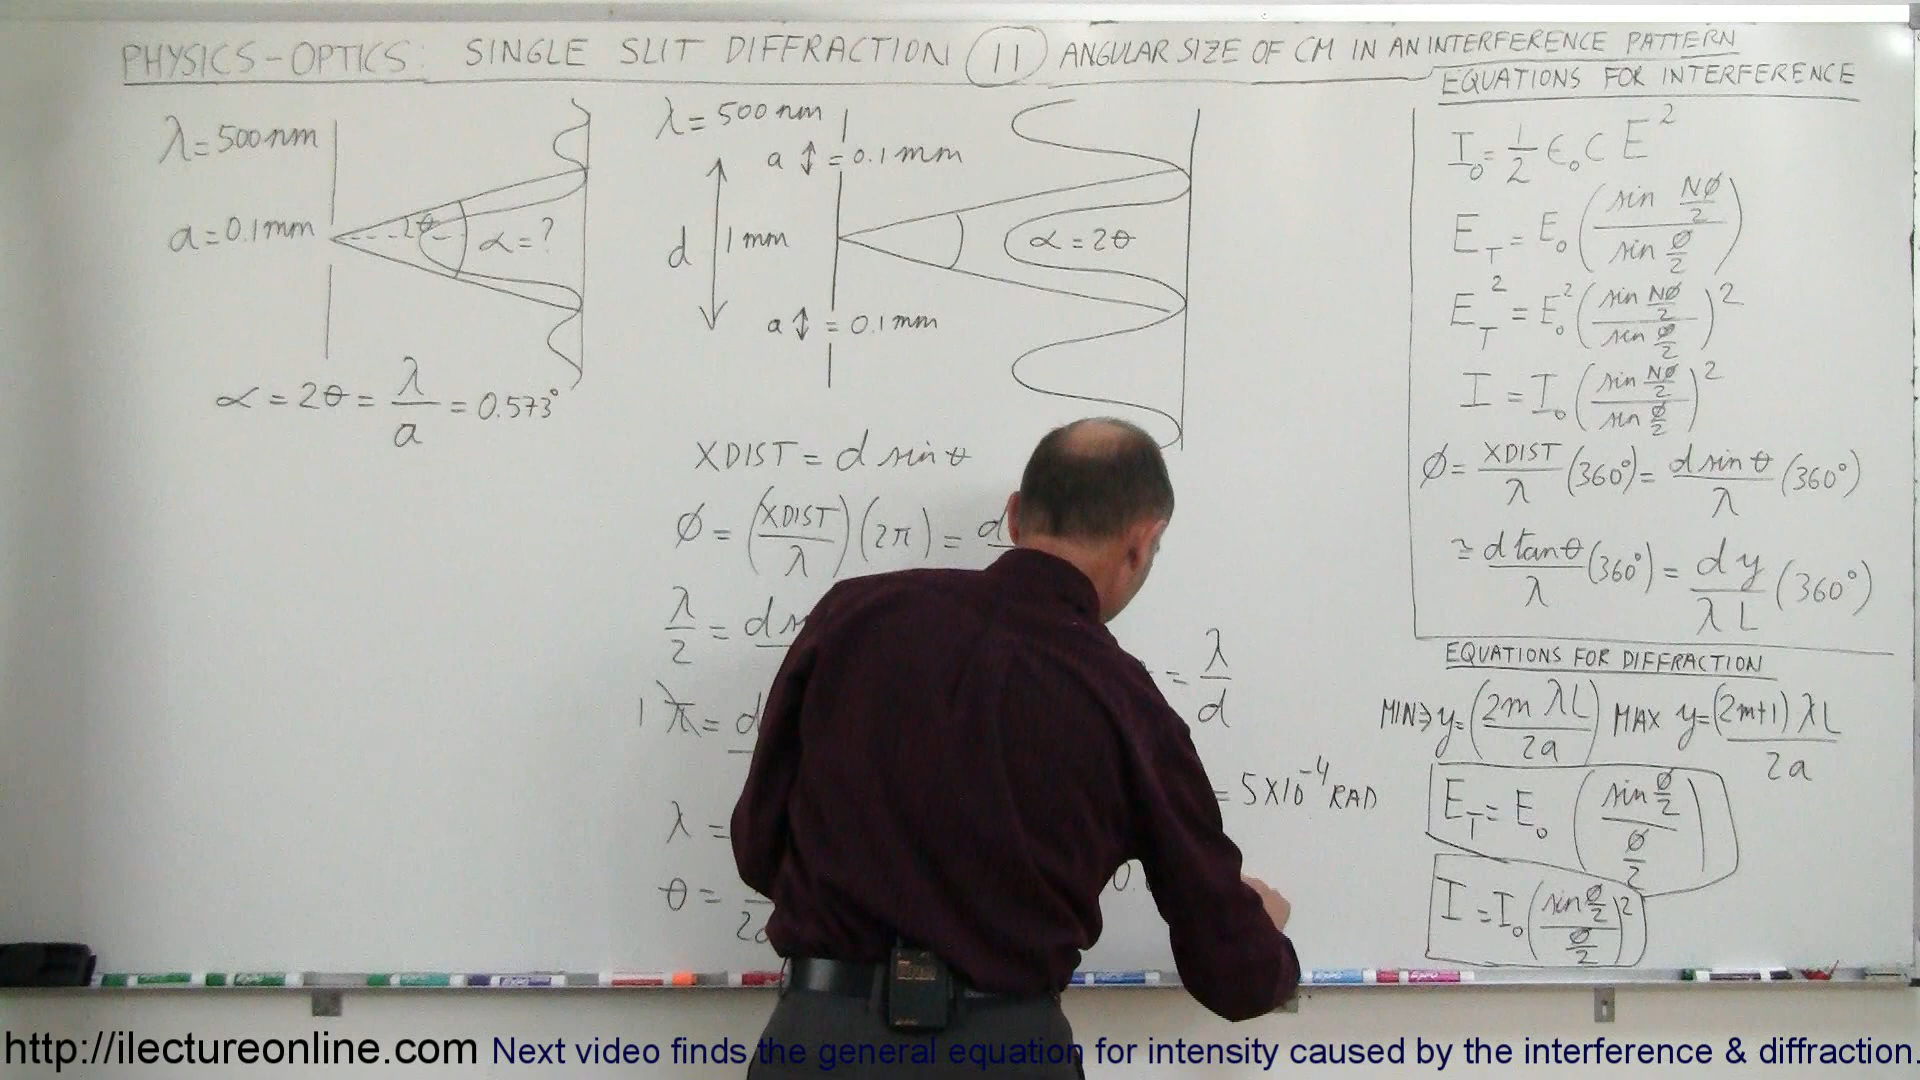 PHYSICS-OPTICS: SINGLE SLIT DIFFRACTION 11 ANGULAR SIZE OF CM IN AN INTERFERENCE PATTERN
λ = 500 nm
a = 0.1 mm
2θ
α = ?
α = 2θ = λ/a = 0.573°
λ = 500 nm
a ↕ = 0.1 mm
d 1 mm
α = 2θ
a ↕ = 0.1 mm
XDIST = d sin θ
ϕ = (XDIST/λ)(2π) = d
λ/2 = d
1 π = d
λ =
θ =
= λ/d
= 5 X 10⁻⁴ RAD
0.
EQUATIONS FOR INTERFERENCE
I₀ = 1/2 ε₀ C E²
E_T = E₀ (sin Nϕ/2 / sin ϕ/2)
E_T² = E₀² (sin Nϕ/2 / sin ϕ/2)²
I = I₀ (sin Nϕ/2 / sin ϕ/2)²
ϕ = XDIST/λ (360°) = d sin θ/λ (360°)
≅ d tan θ/λ (360°) = d y/λ L (360°)
EQUATIONS FOR DIFFRACTION
MIN ⇒ y = (2m λL/2a) MAX y = (2m+1) λL/2a
E_T = E₀ (sin ϕ/2 / ϕ/2)
I = I₀ (sin ϕ/2 / ϕ/2)²
http://ilectureonline.com Next video finds the general equation for intensity caused by the interference & diffraction.